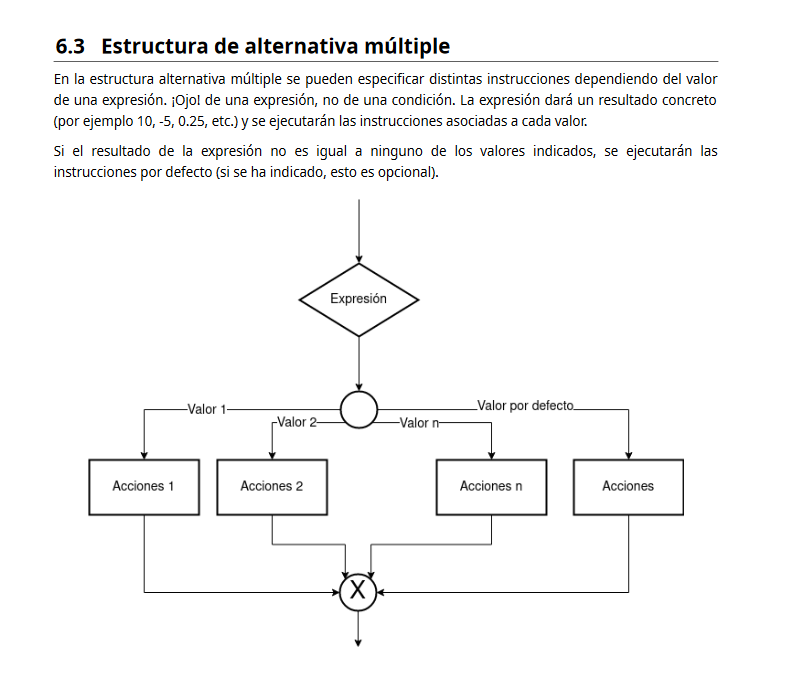 6.3 Estructura de alternativa múltiple
En la estructura alternativa múltiple se pueden especificar distintas instrucciones dependiendo del valor
de una expresión. ¡Ojo! de una expresión, no de una condición. La expresión dará un resultado concreto
(por ejemplo 10, -5, 0.25, etc.) y se ejecutarán las instrucciones asociadas a cada valor.
Si el resultado de la expresión no es igual a ninguno de los valores indicados, se ejecutarán las
instrucciones por defecto (si se ha indicado, esto es opcional).
Expresión
Valor 1
Valor 2
Valor n
Valor por defecto
Acciones 1
Acciones 2
Acciones n
Acciones
X